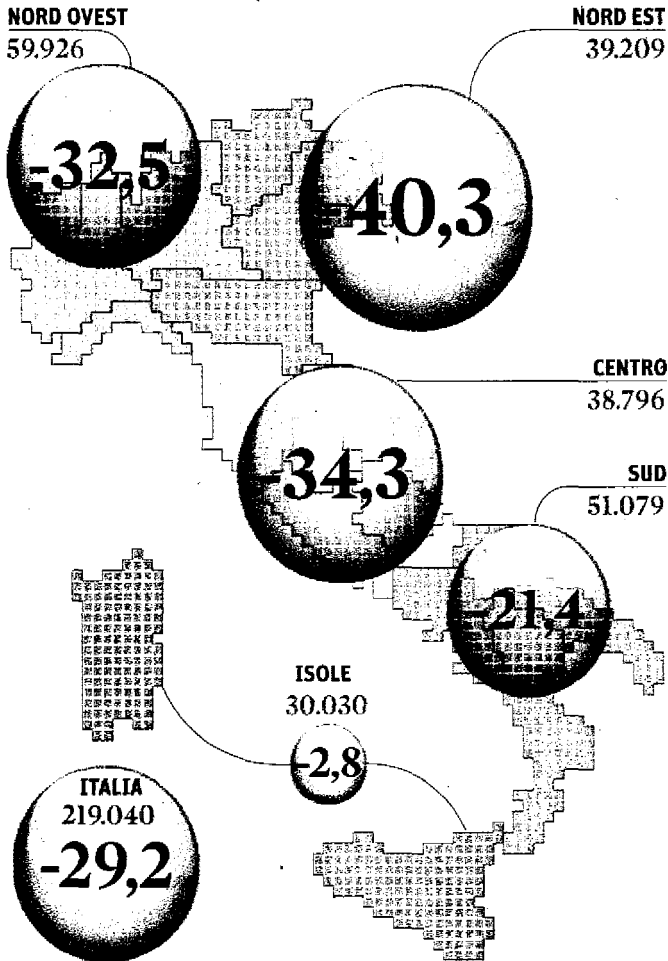 NORD OVEST
59.926
-32,5
NORD EST
39.209
-40,3
CENTRO
38.796
-34,3
SUD
51.079
-21,4
ISOLE
30.030
-2,8
ITALIA
219.040
-29,2